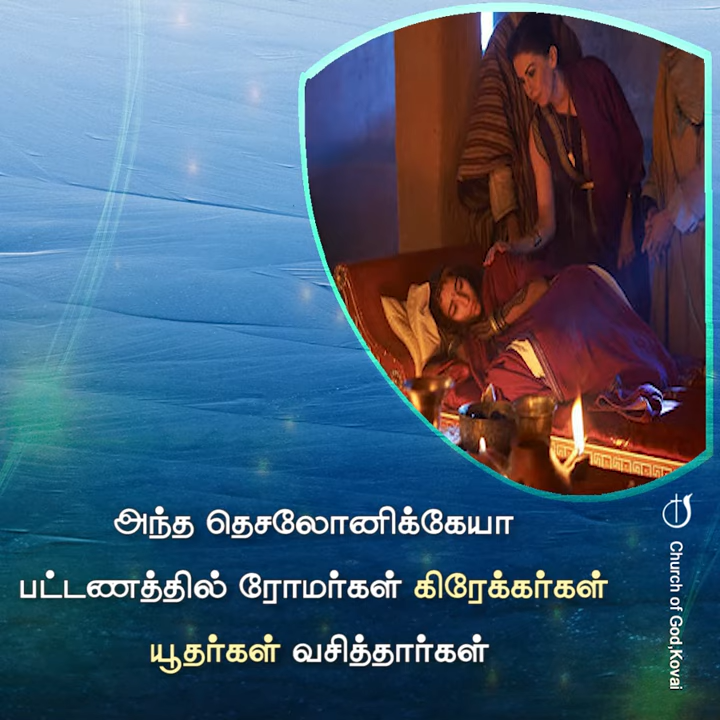 அந்த தெசலோனிக்கேயா
பட்டணத்தில் ரோமர்கள் கிரேக்கர்கள்
யூதர்கள் வசித்தார்கள்
Church of God,Kovai